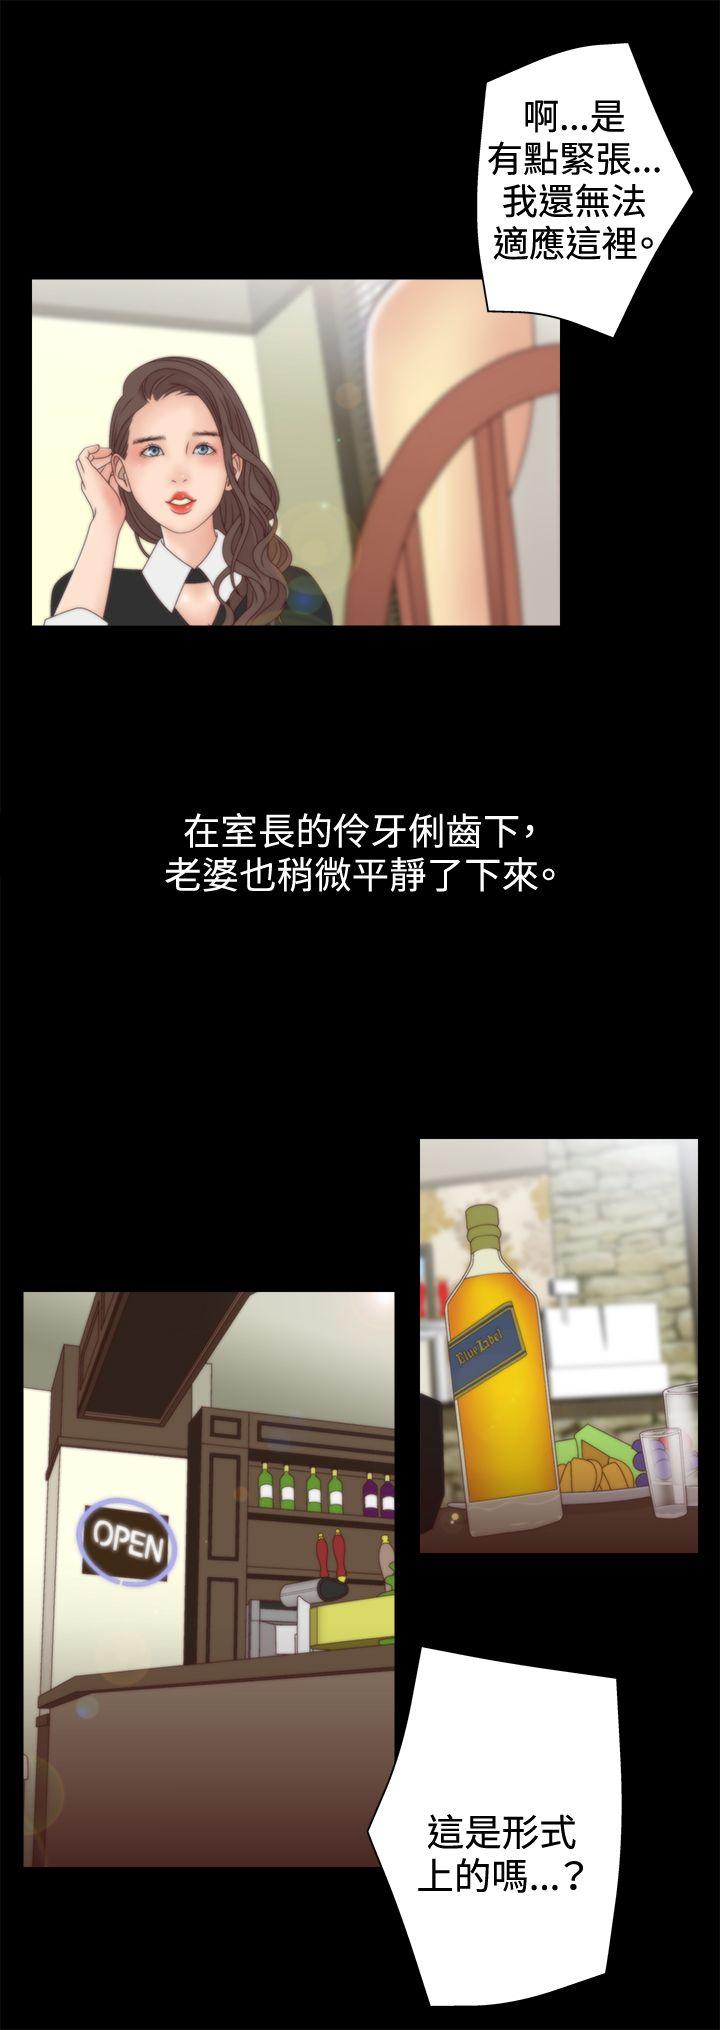 啊...是
有點緊張...
我還無法
適應這裡。
在室長的伶牙俐齒下，
老婆也稍微平靜了下來。
Blue Label
OPEN
這是形式
上的嗎...?